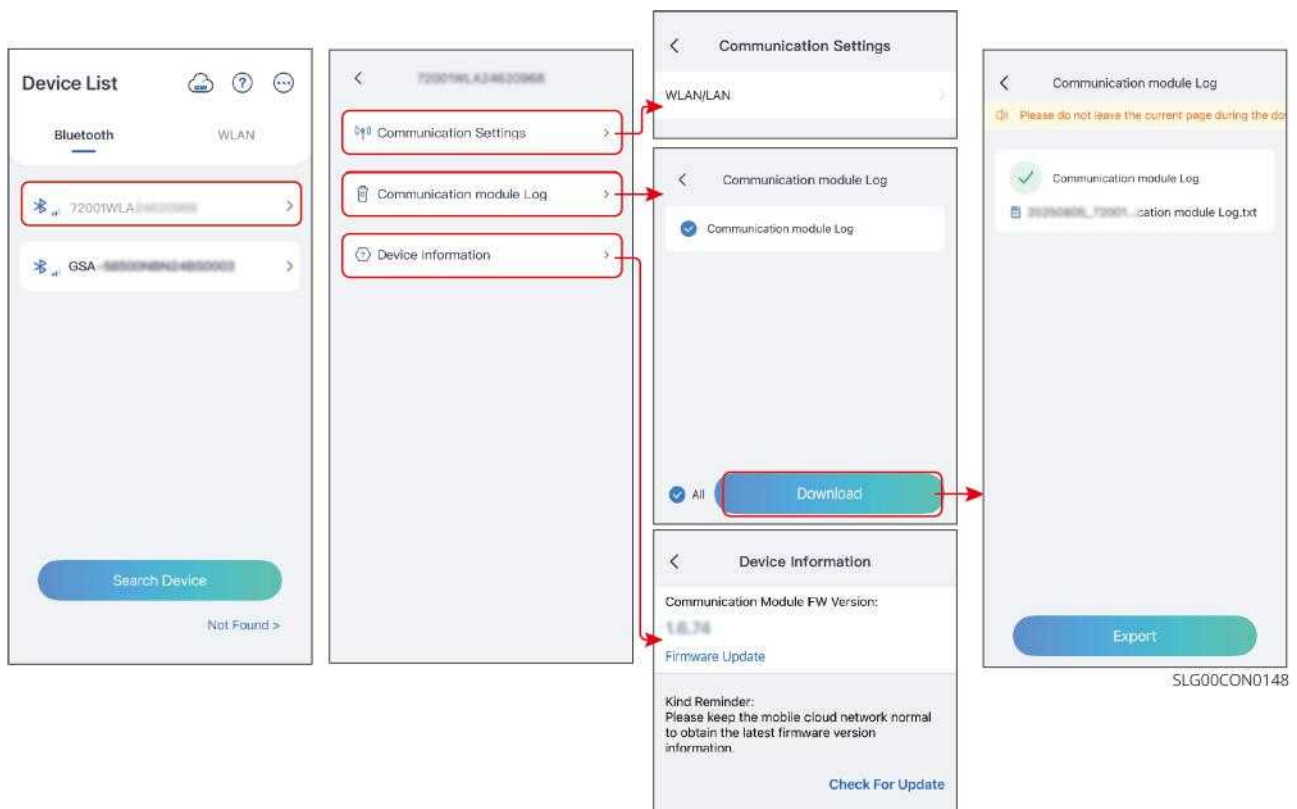 Device List
Bluetooth
WLAN
72001WLA
GSA
Search Device
Not Found >
Communication Settings
Communication module Log
Device Information
Communication Settings
WLAN/LAN
Communication module Log
Communication module Log
All
Download
Device Information
Communication Module FW Version:
Firmware Update
Kind Reminder:
Please keep the mobile cloud network normal
to obtain the latest firmware version
information.
Check For Update
Communication module Log
Please do not leave the current page during the do
Communication module Log
cation module Log.txt
Export
SLG00CON0148